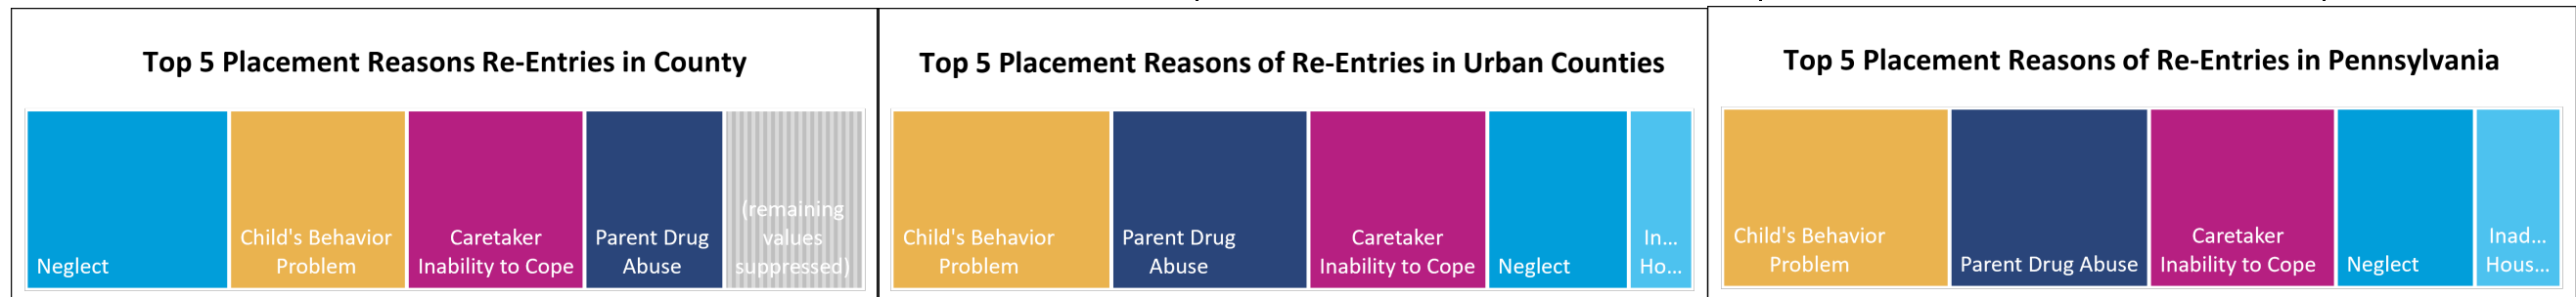 Top 5 Placement Reasons Re-Entries in County
Neglect
Child's Behavior
Problem
Caretaker
Inability to Cope
Parent Drug
Abuse
(remaining
values
suppressed)
Top 5 Placement Reasons of Re-Entries in Urban Counties
Child's Behavior
Problem
Parent Drug
Abuse
Caretaker
Inability to Cope
Neglect
In...
Ho...
Top 5 Placement Reasons of Re-Entries in Pennsylvania
Child's Behavior
Problem
Parent Drug Abuse
Caretaker
Inability to Cope
Neglect
Inad...
Hous...